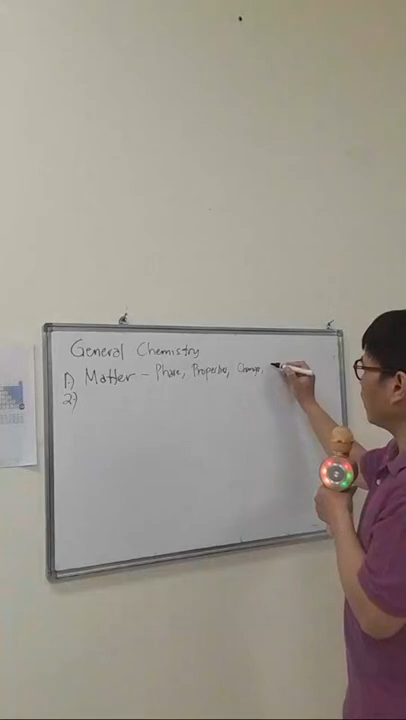 General Chemistry
1.) Matter - Phase, Properties, Change,
2.)